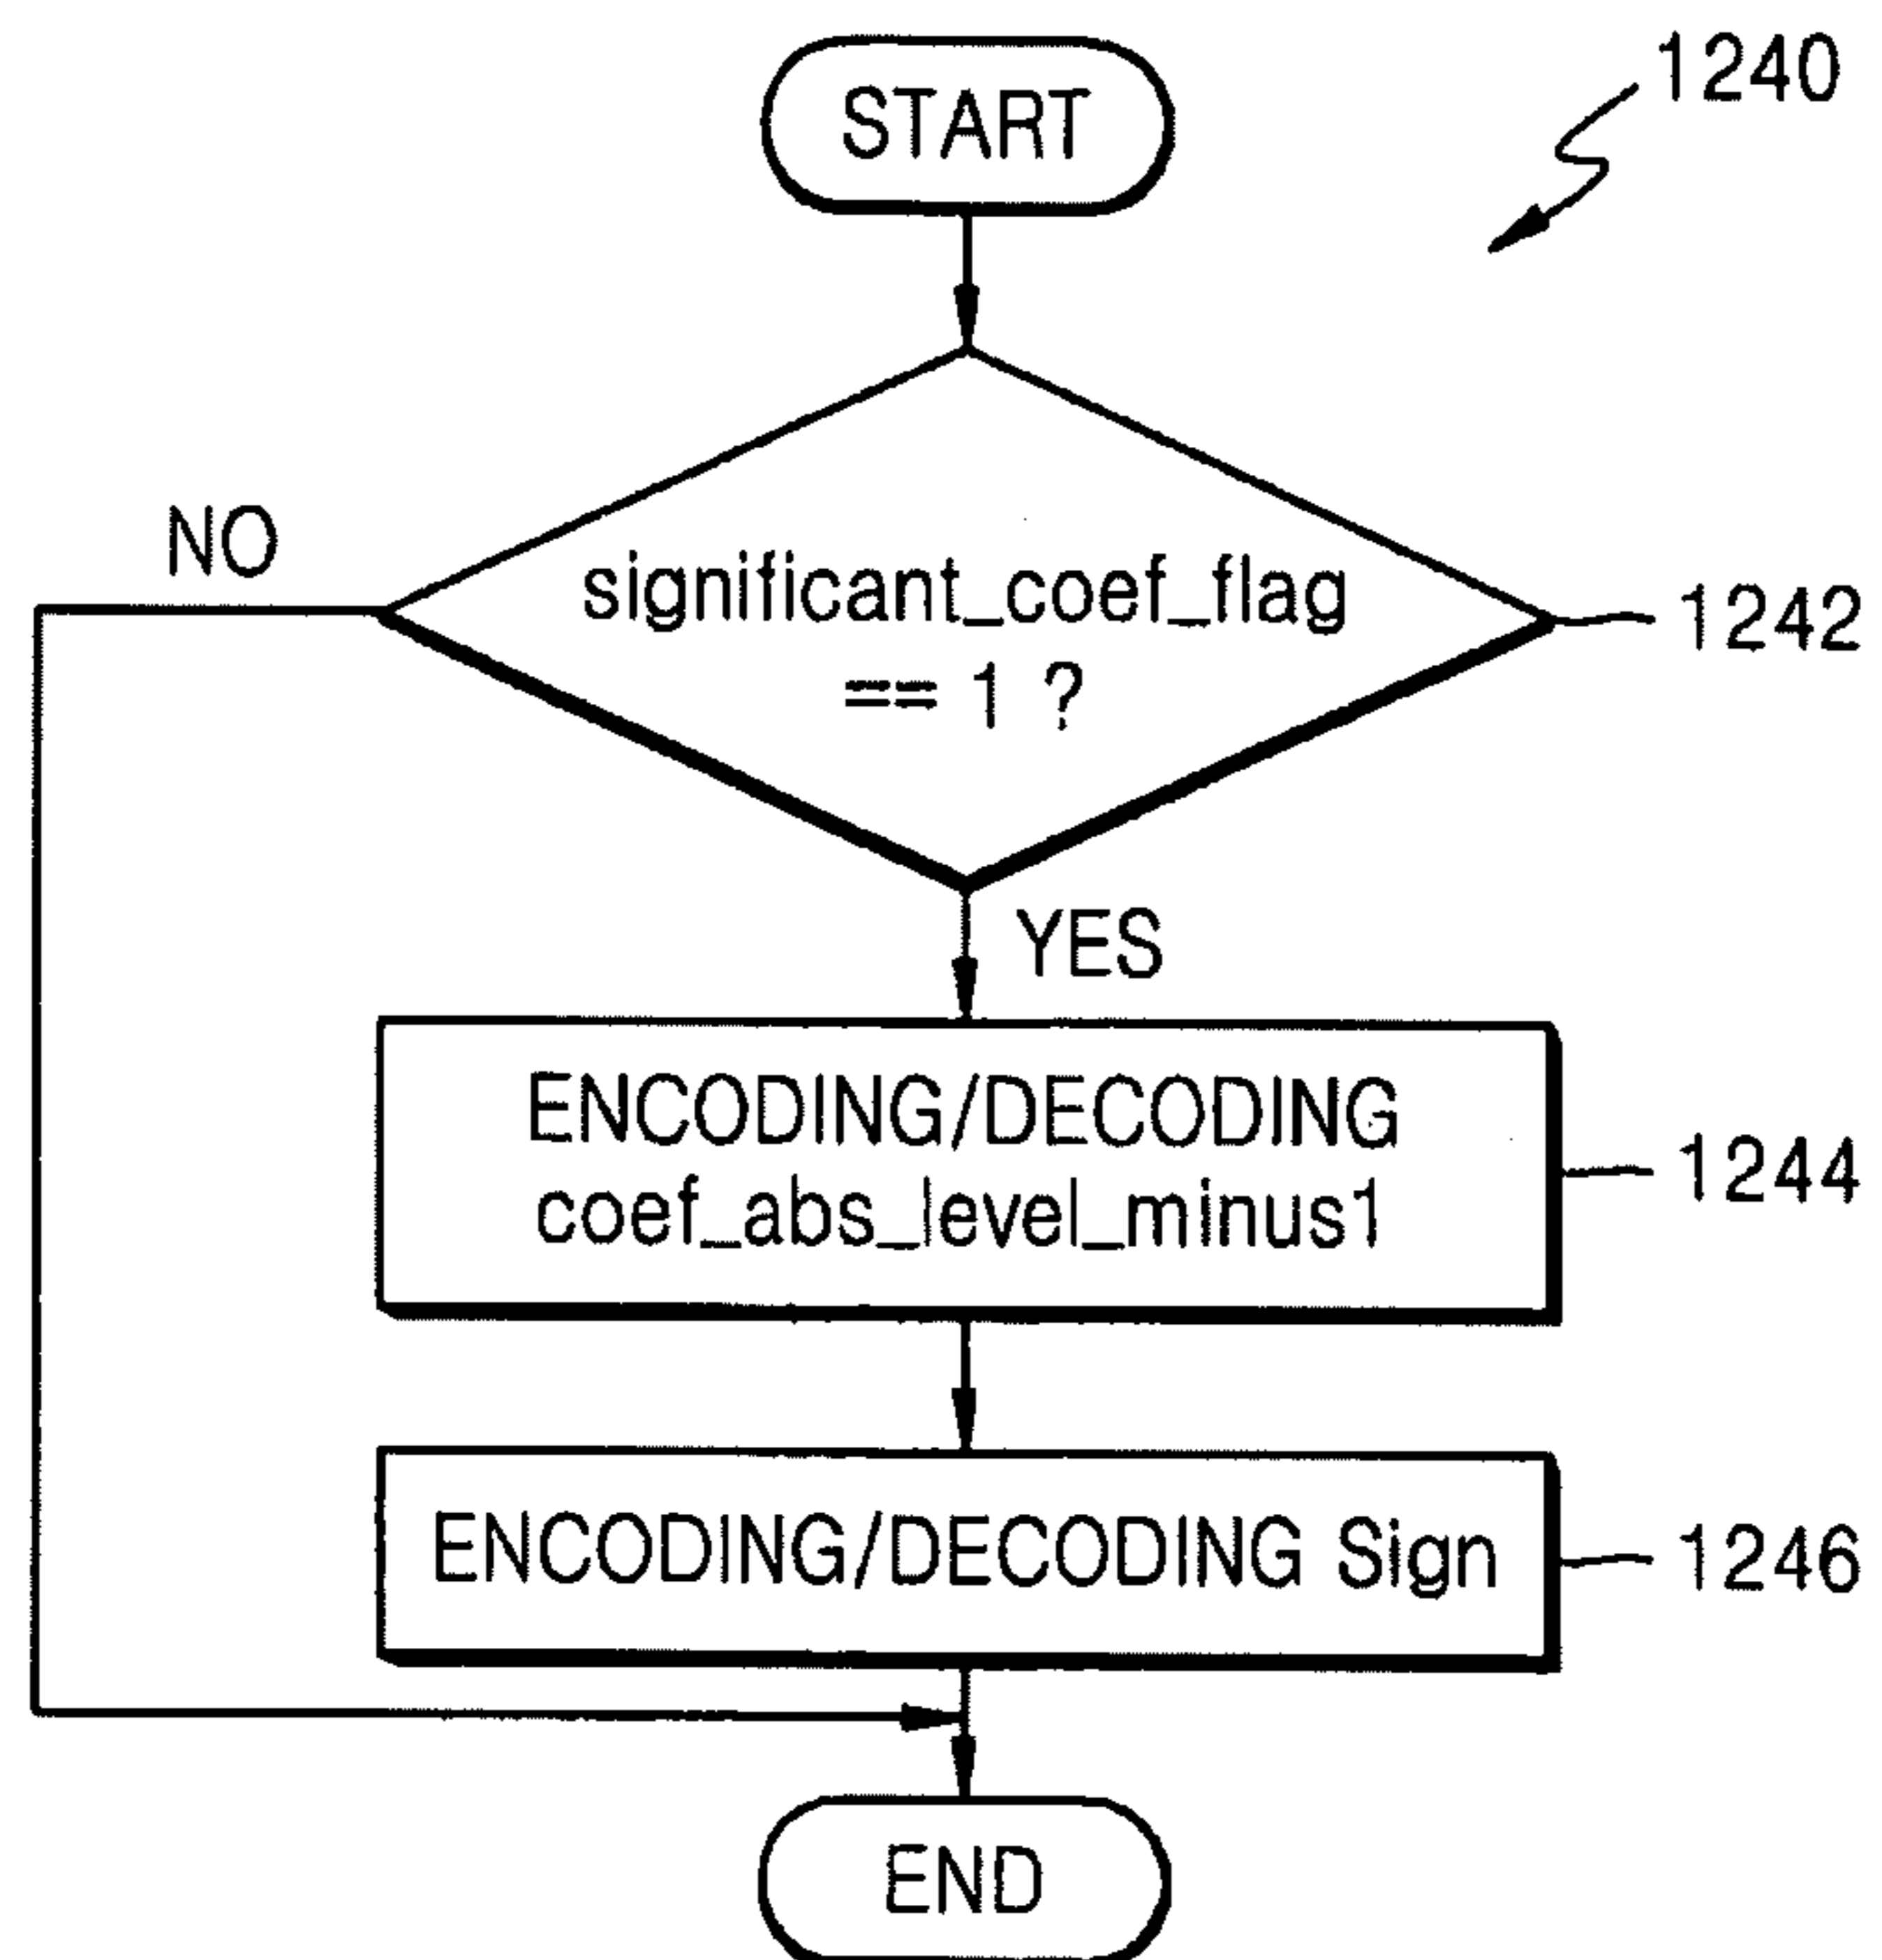 START
1240
NO
significant_coef_flag
== 1 ?
1242
YES
ENCODING/DECODING
coef_abs_level_minus1
1244
ENCODING/DECODING Sign
1246
END